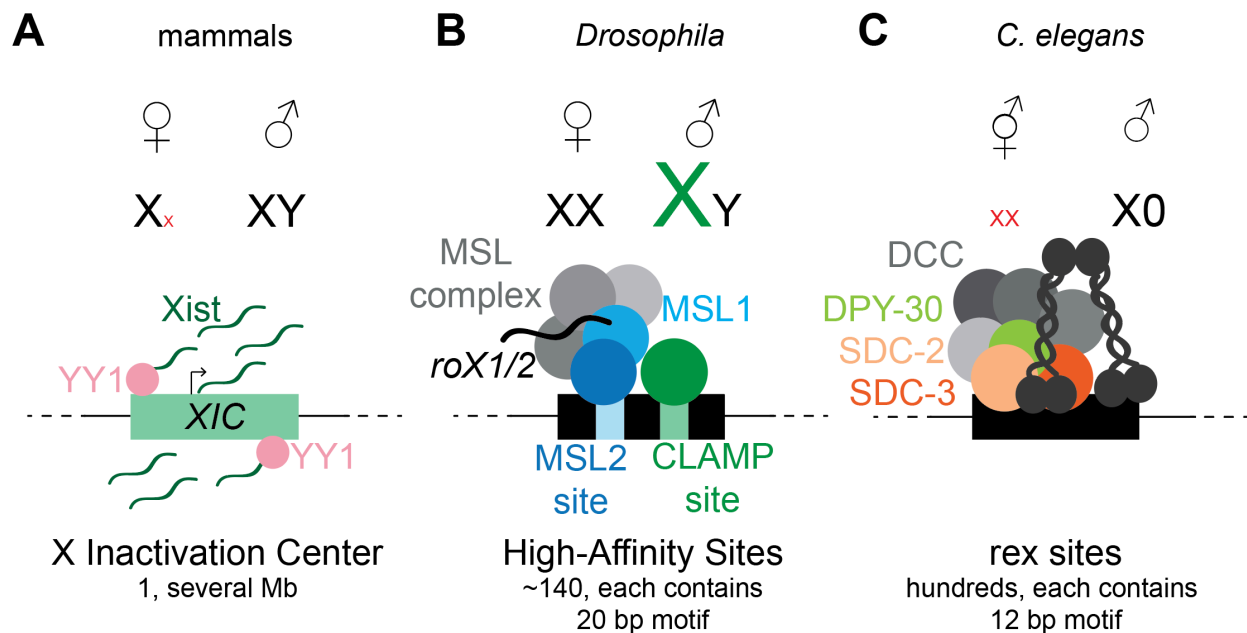 A
mammals
♀ ♂
Xx XY
Xist
YY1
XIC
YY1
X Inactivation Center
1, several Mb
B
Drosophila
♀ ♂
XX XY
MSL
complex
MSL1
roX1/2
MSL2
site
CLAMP
site
High-Affinity Sites
~140, each contains
20 bp motif
C
C. elegans
⚥ ♂
XX X0
DCC
DPY-30
SDC-2
SDC-3
rex sites
hundreds, each contains
12 bp motif